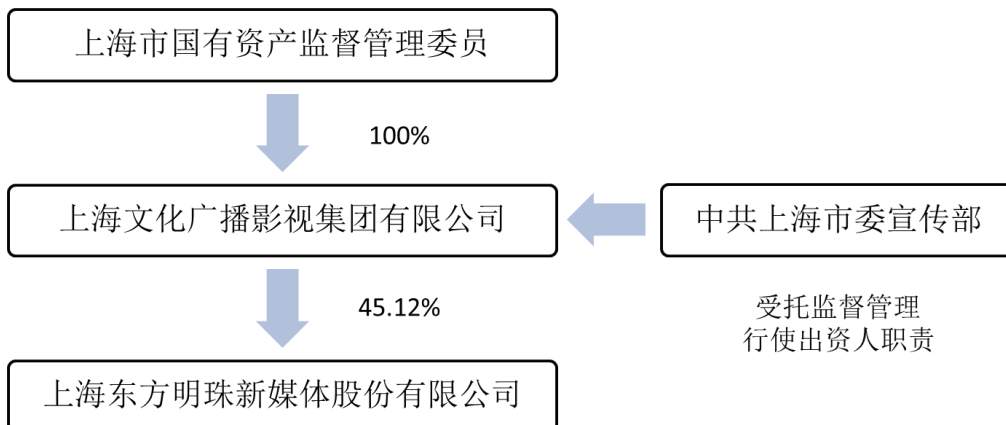 上海市国有资产监督管理委员
100%
上海文化广播影视集团有限公司
中共上海市委宣传部
45.12%
受托监督管理
行使出资人职责
上海东方明珠新媒体股份有限公司